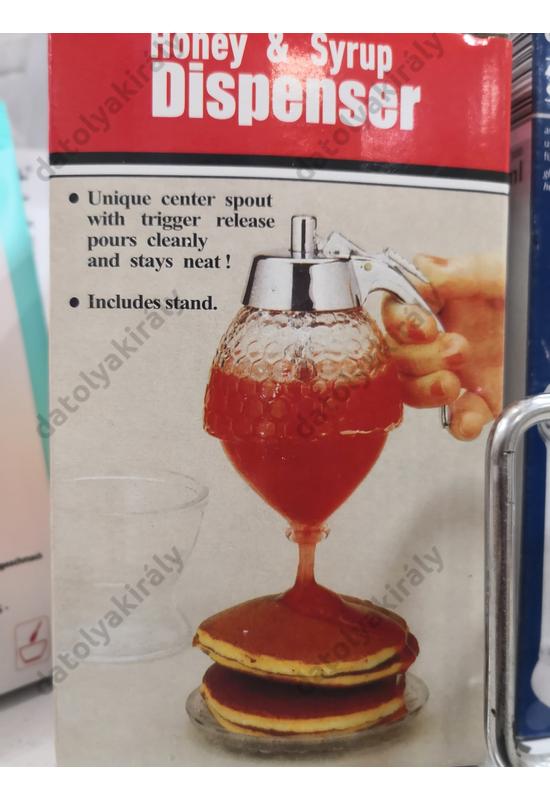 Honey & Syrup
Dispenser
• Unique center spout
with trigger release
pours cleanly
and stays neat!
• Includes stand.
datolyakirály
datolyakirály
datolyakirály
datolyakirály
datolyakirály
datolyakirály